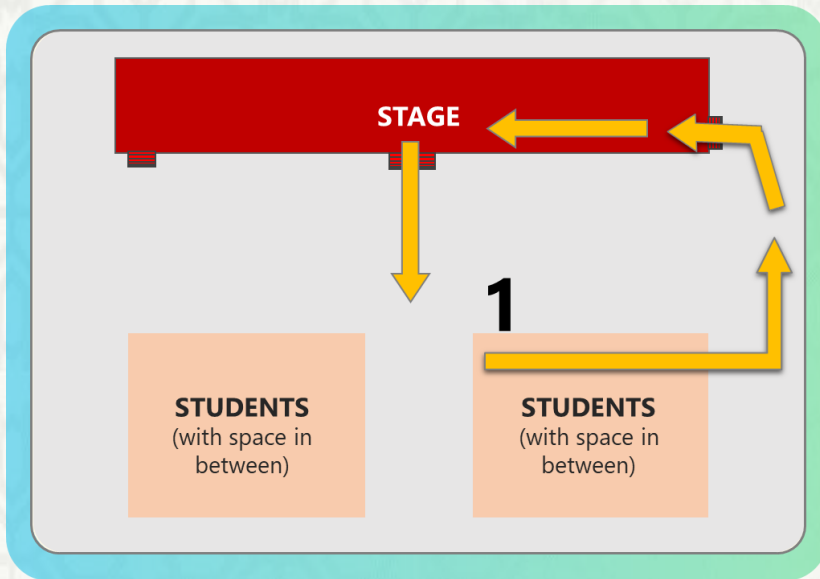 STAGE
1
STUDENTS
(with space in
between)
STUDENTS
(with space in
between)